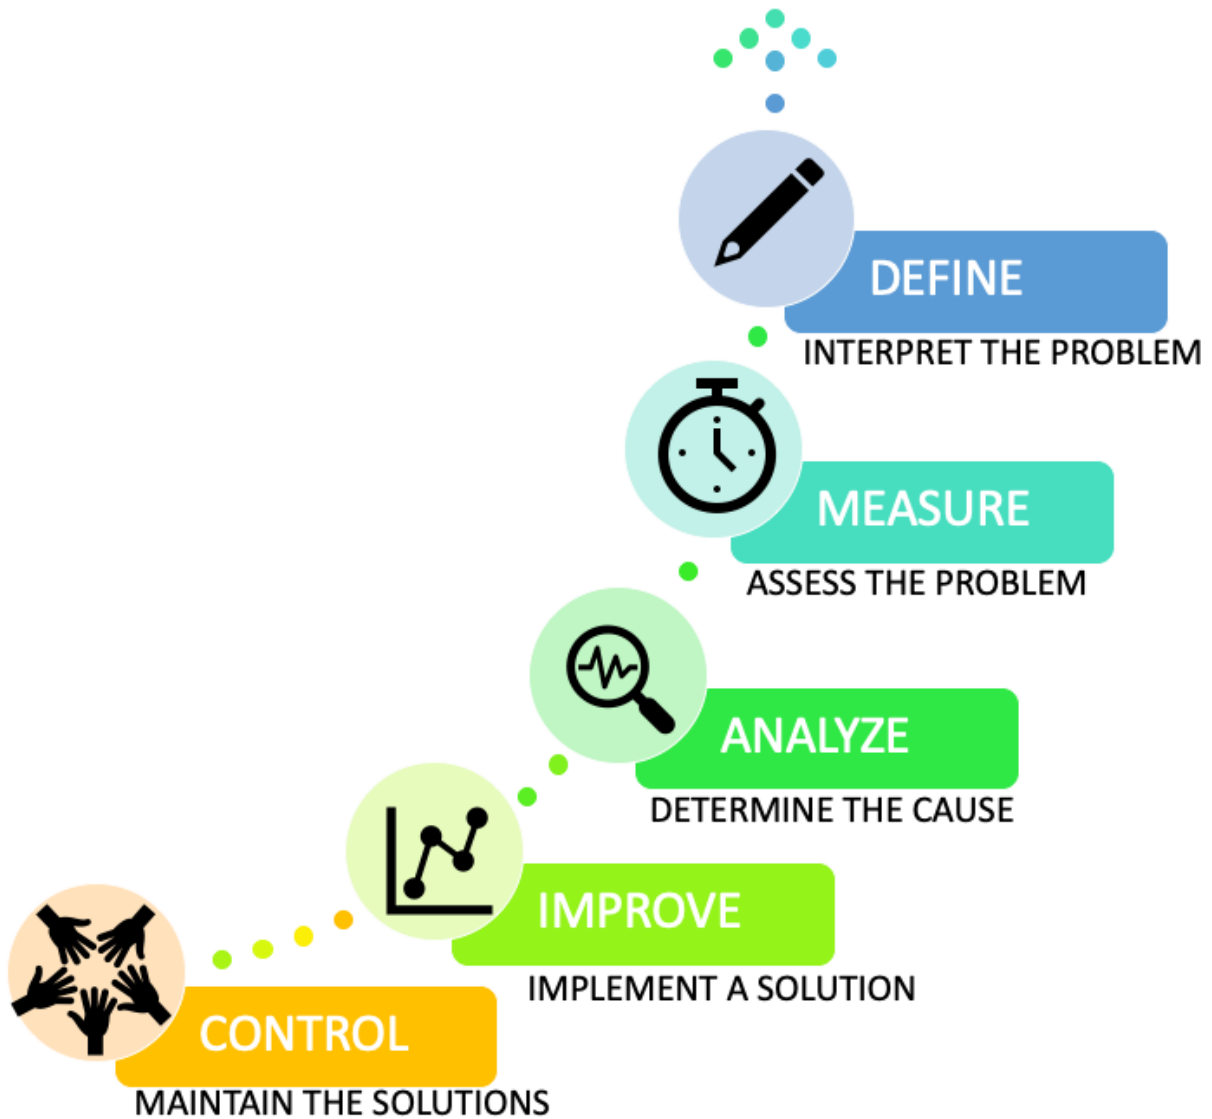 DEFINE
INTERPRET THE PROBLEM
MEASURE
ASSESS THE PROBLEM
ANALYZE
DETERMINE THE CAUSE
IMPROVE
IMPLEMENT A SOLUTION
CONTROL
MAINTAIN THE SOLUTIONS